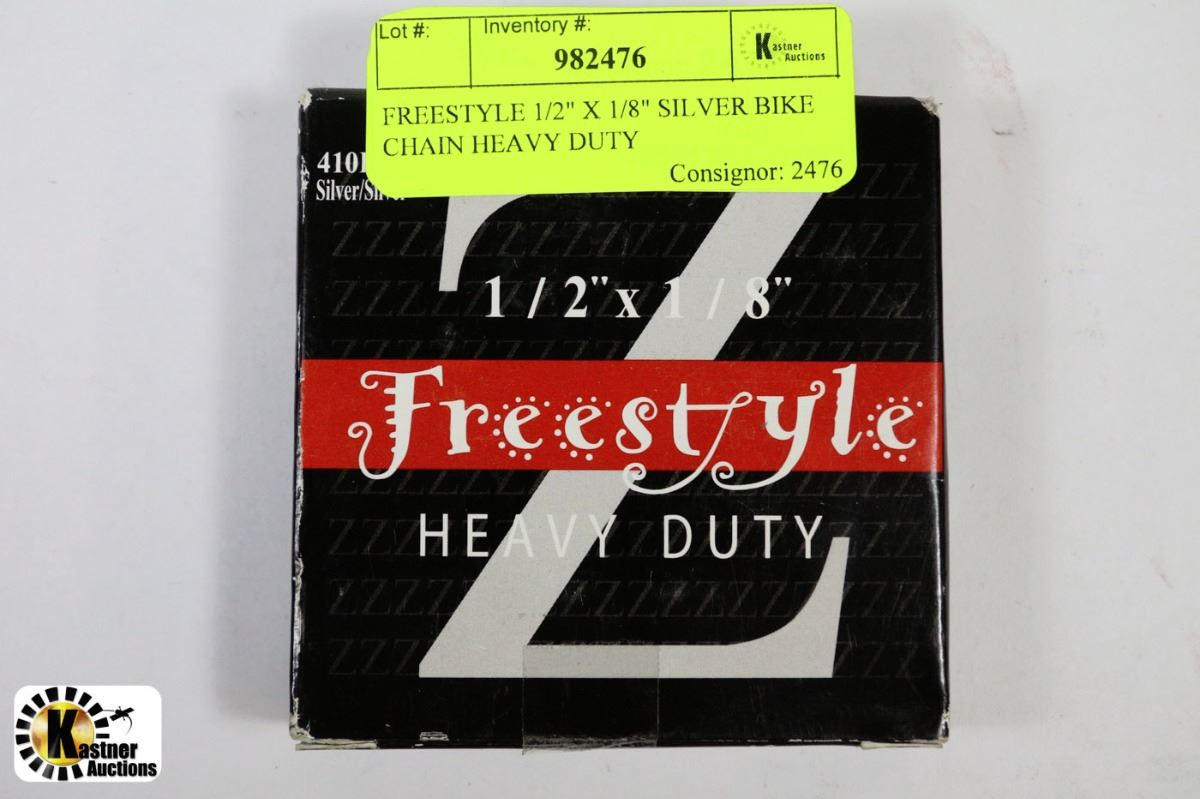 Lot #:
Inventory #:
982476
Kastner
Auctions
FREESTYLE 1/2" X 1/8" SILVER BIKE
CHAIN HEAVY DUTY
Consignor: 2476
Z
1 / 2" x 1 / 8"
Freestyle
HEAVY DUTY
Kastner
Auctions